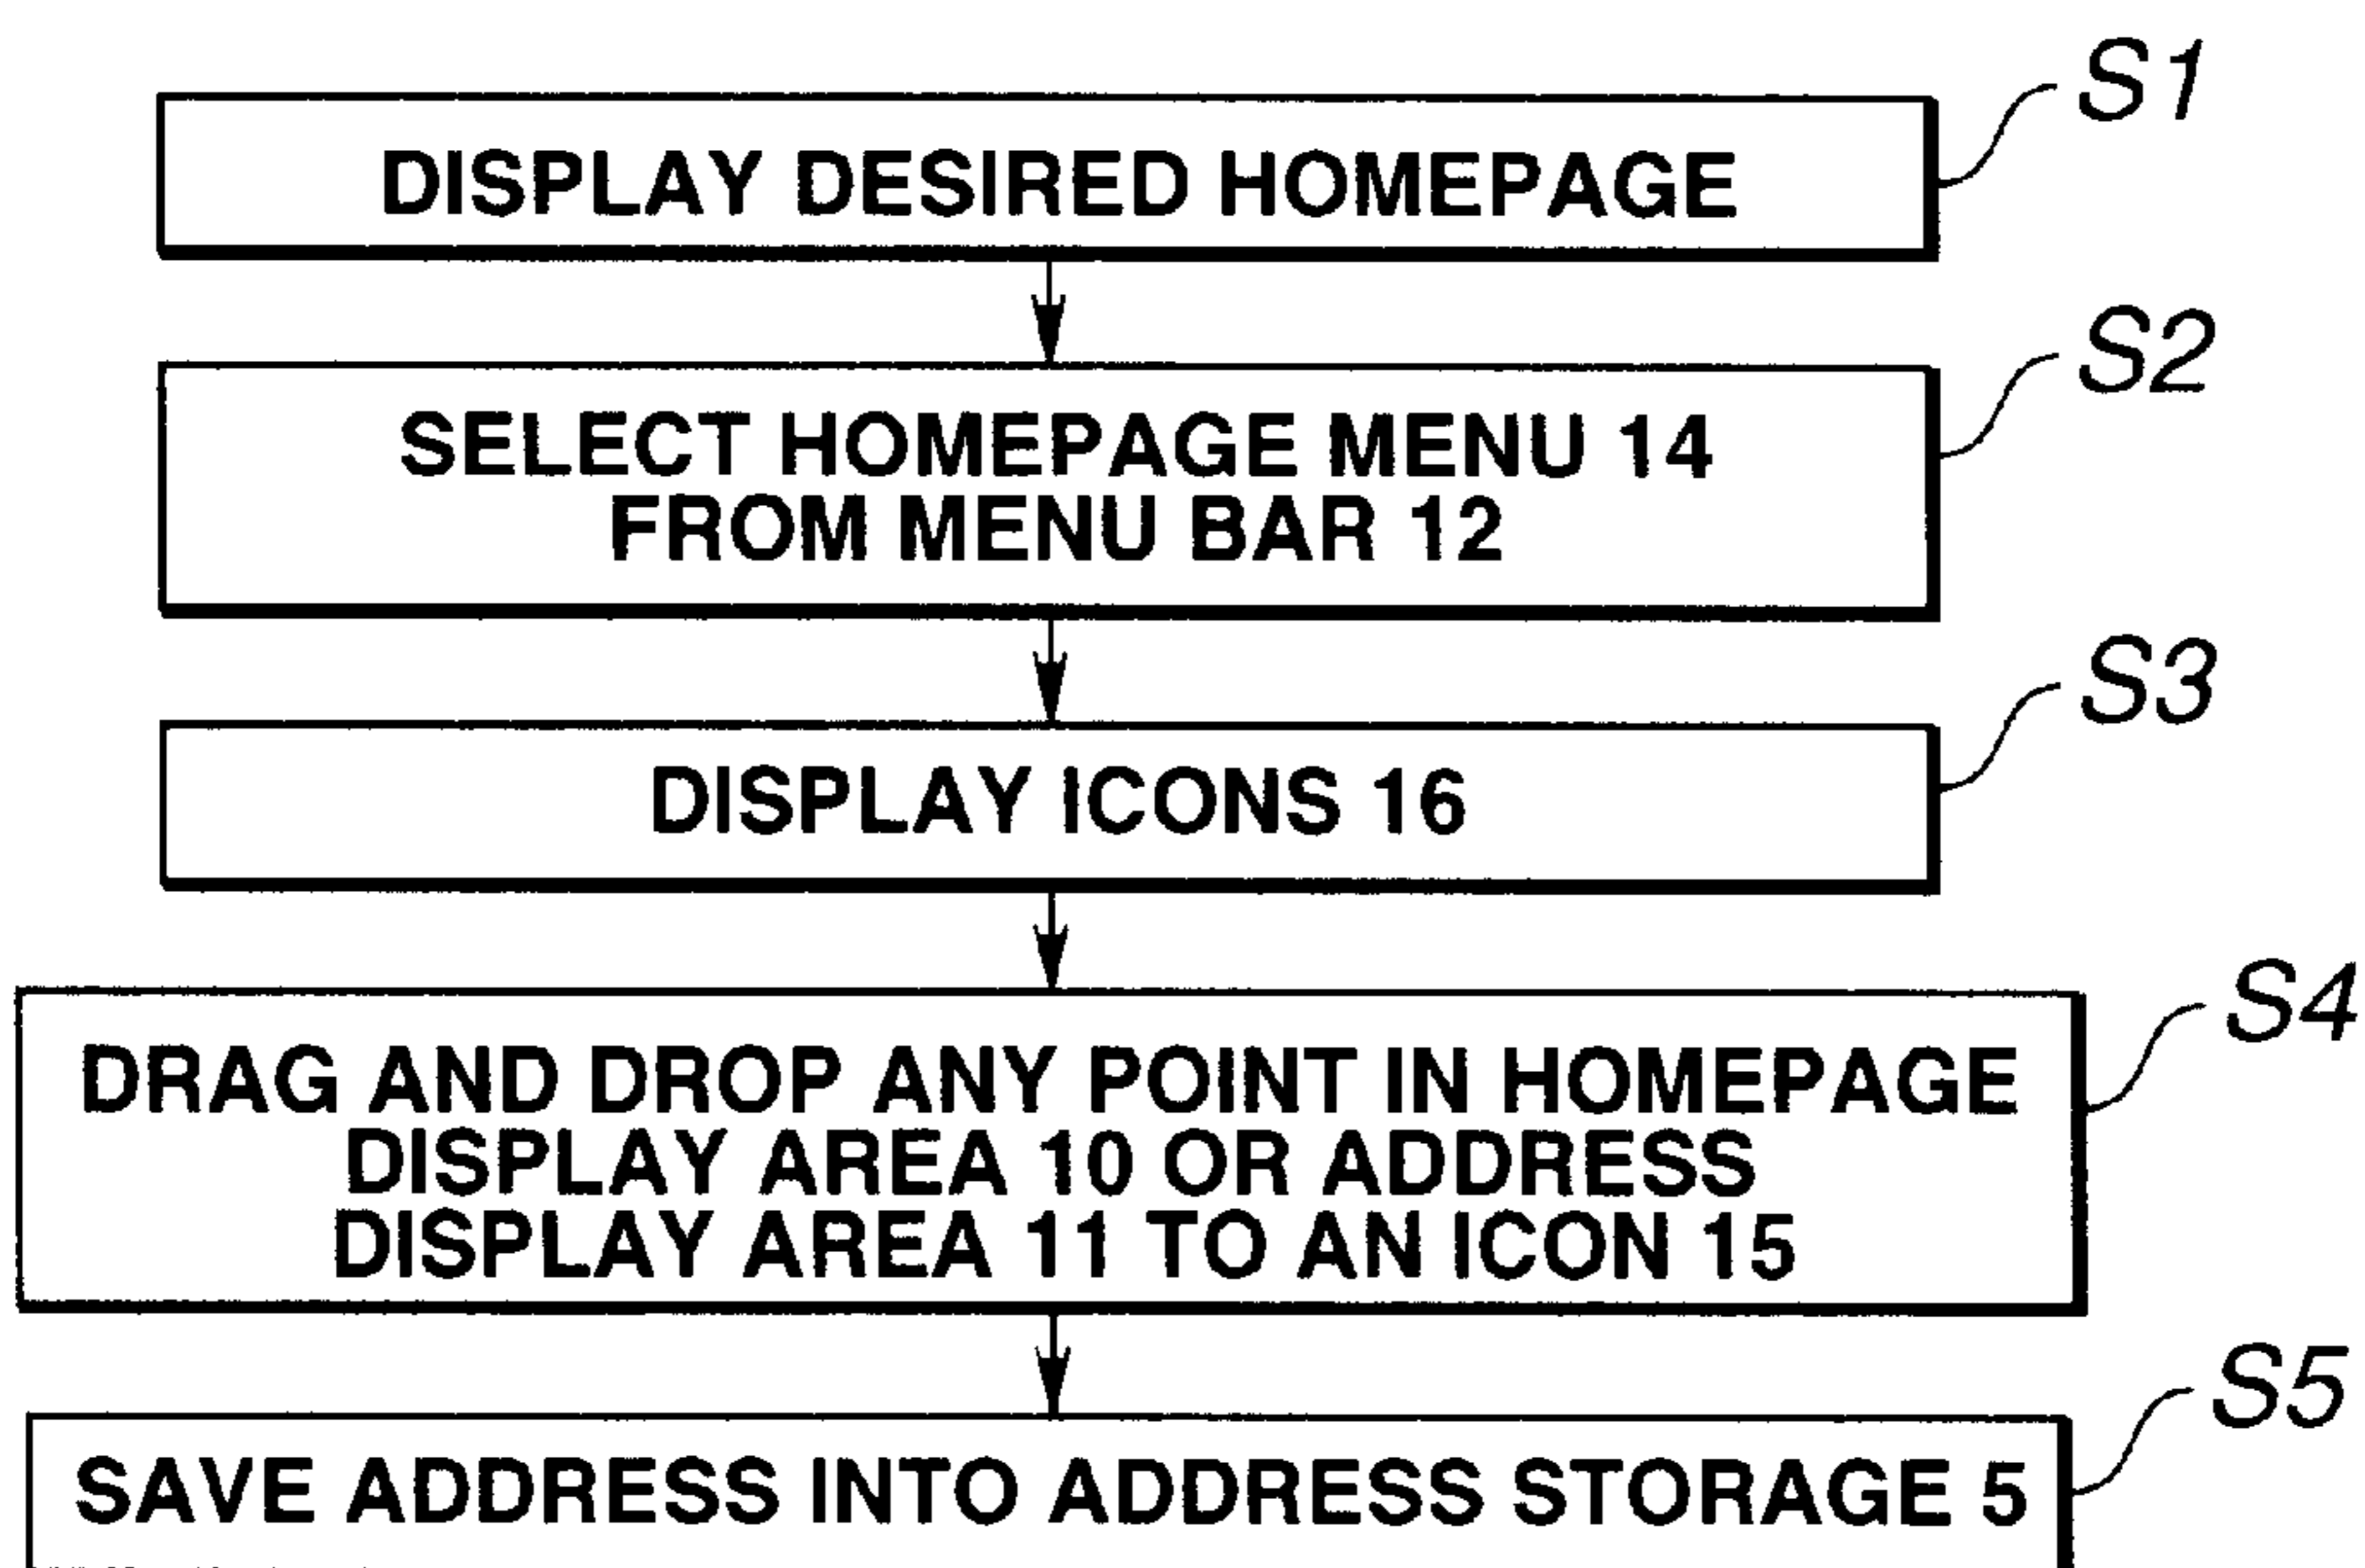 S1
DISPLAY DESIRED HOMEPAGE
S2
SELECT HOMEPAGE MENU 14
FROM MENU BAR 12
S3
DISPLAY ICONS 16
S4
DRAG AND DROP ANY POINT IN HOMEPAGE
DISPLAY AREA 10 OR ADDRESS
DISPLAY AREA 11 TO AN ICON 15
S5
SAVE ADDRESS INTO ADDRESS STORAGE 5